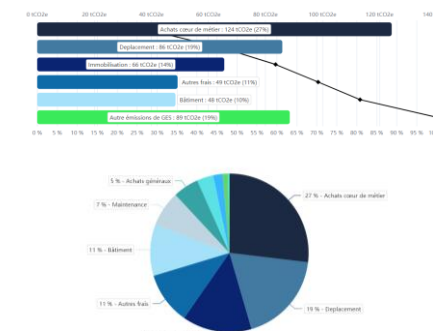 0 tCO2e 20 tCO2e 40 tCO2e 60 tCO2e 80 tCO2e 100 tCO2e 120 tCO2e 140
Achats cœur de métier : 124 tCO2e (27%)
Deplacement : 86 tCO2e (19%)
Immobilisation : 66 tCO2e (14%)
Autres frais : 49 tCO2e (11%)
Bâtiment : 48 tCO2e (10%)
Autre émissions de GES : 89 tCO2e (19%)
0 % 5 % 10 % 15 % 20 % 25 % 30 % 35 % 40 % 45 % 50 % 55 % 60 % 65 % 70 % 75 % 80 % 85 % 90 % 95 %
5 % - Achats généraux
27 % - Achats cœur de métier
7 % - Maintenance
11 % - Bâtiment
11 % - Autres frais
19 % - Deplacement